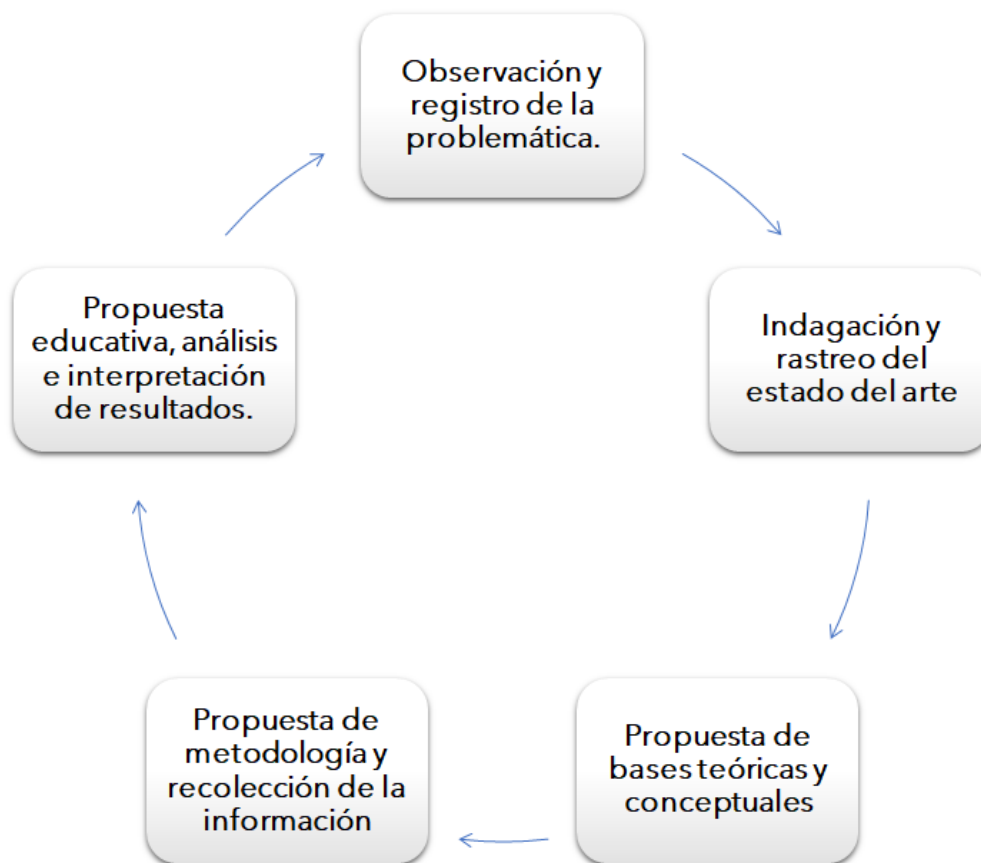 Observación y
registro de la
problemática.
Indagación y
rastreo del
estado del arte
Propuesta de
bases teóricas y
conceptuales
Propuesta de
metodología y
recolección de la
información
Propuesta
educativa, análisis
e interpretación
de resultados.